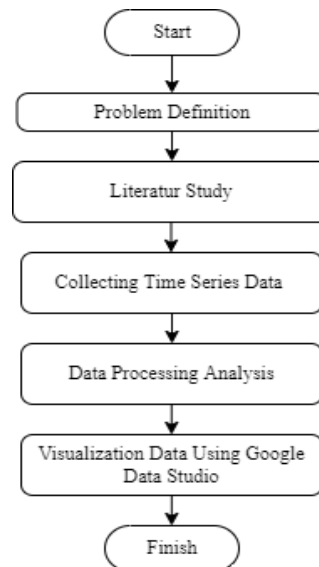 Start
Problem Definition
Literatur Study
Collecting Time Series Data
Data Processing Analysis
Visualization Data Using Google
Data Studio
Finish